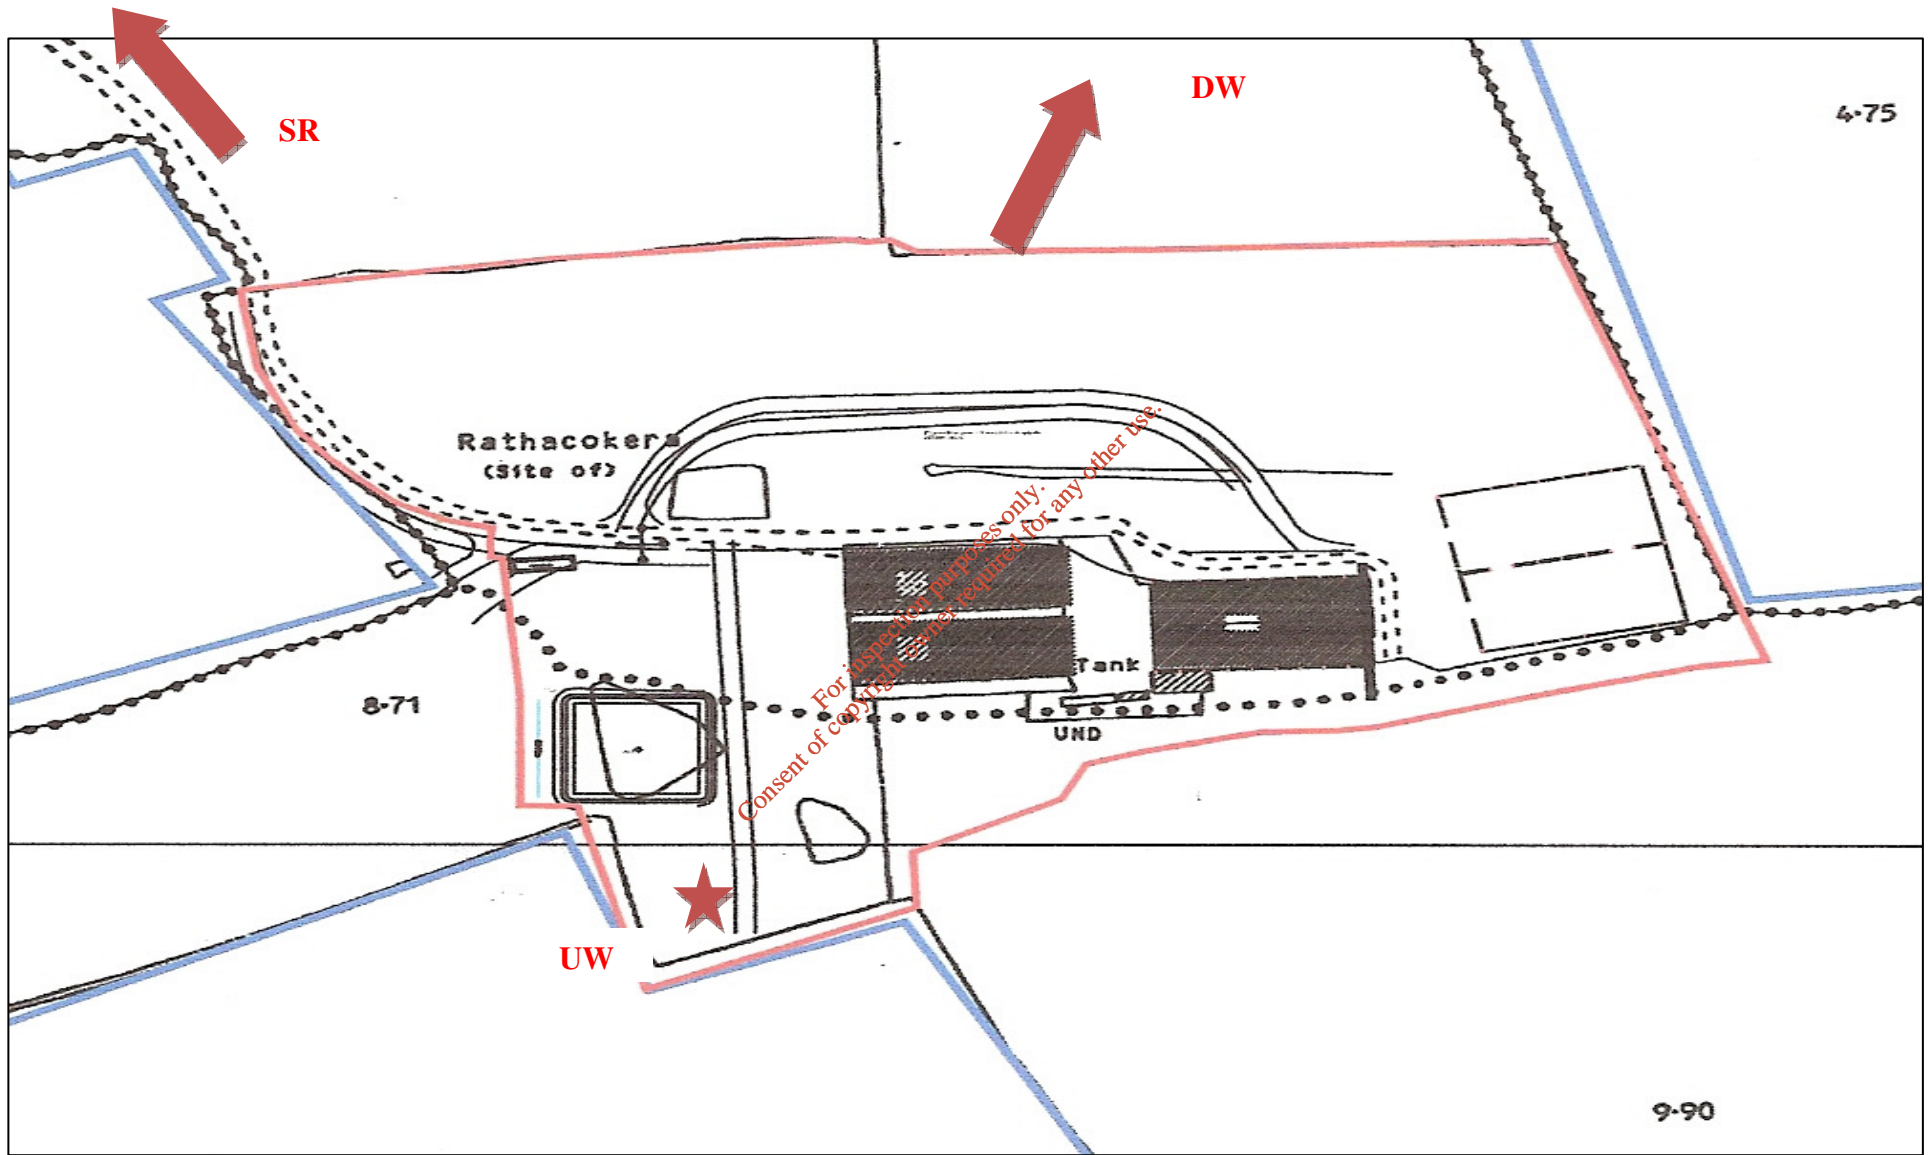 SR
DW
4·75
Rathacoker
(Site of)
For inspection purposes only.
Consent of copyright owner required for any other use.
Tank
8·71
UND
UW
9·90